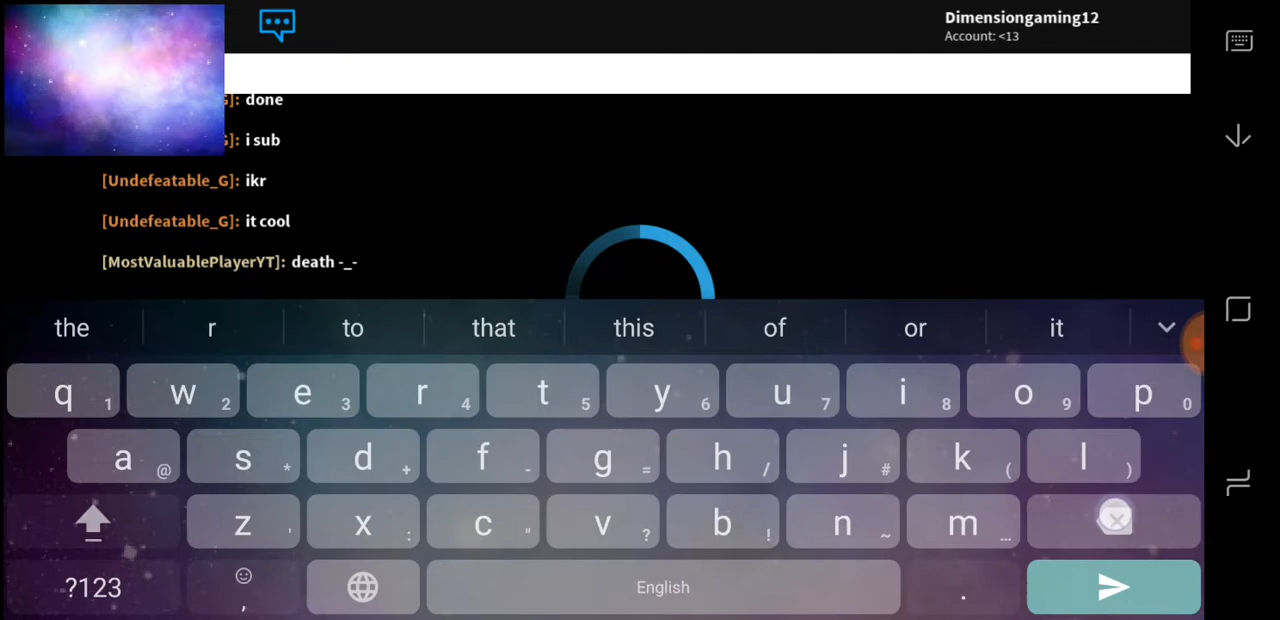 Dimensiongaming12
Account: <13
G]: done
G]: i sub
[Undefeatable_G]: ikr
[Undefeatable_G]: it cool
[MostValuablePlayerYT]: death -_-
the r to that this of or it
q 1 w 2 e 3 r 4 t 5 y 6 u 7 i 8 o 9 p 0
a @ s * d + f - g = h / j # k ( l )
z ' x : c " v ? b ! n ~ m ...
?123 , English .